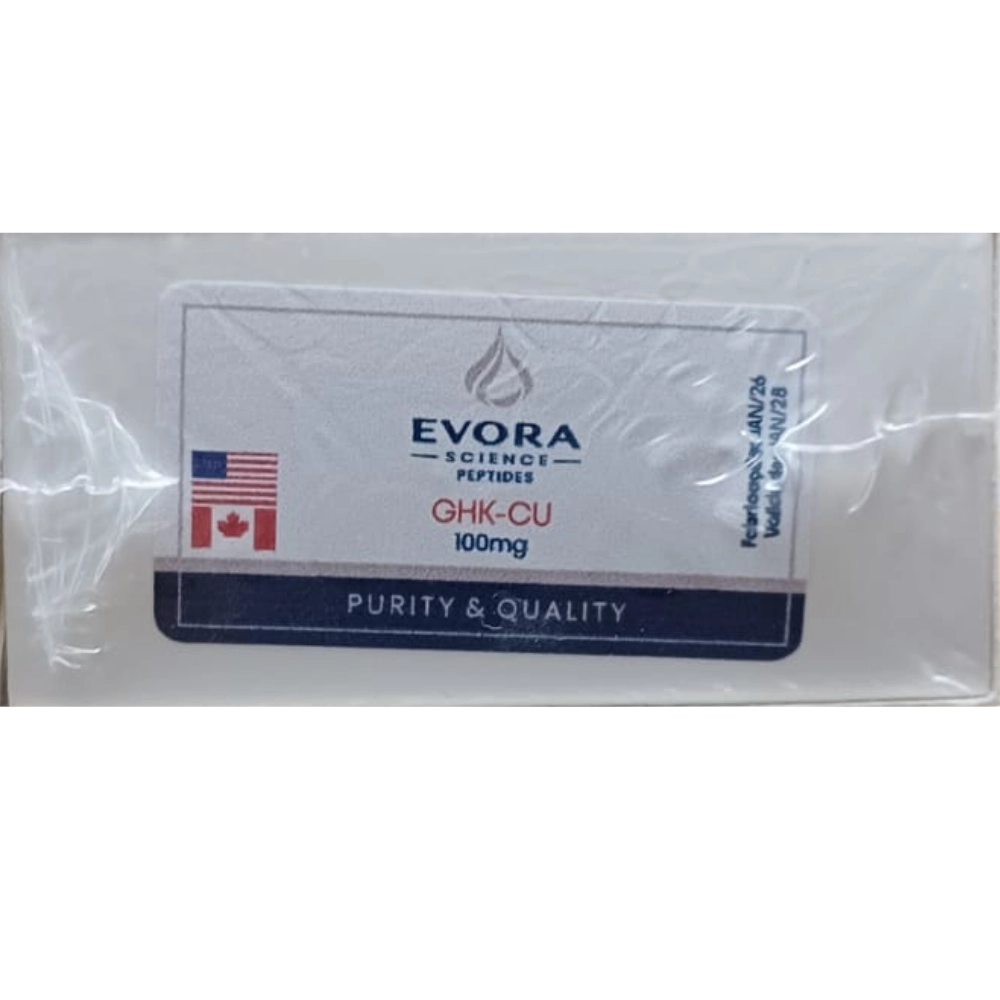 EVORA
SCIENCE
PEPTIDES
GHK-CU
100mg
PURITY & QUALITY
JAN/26
JAN/28